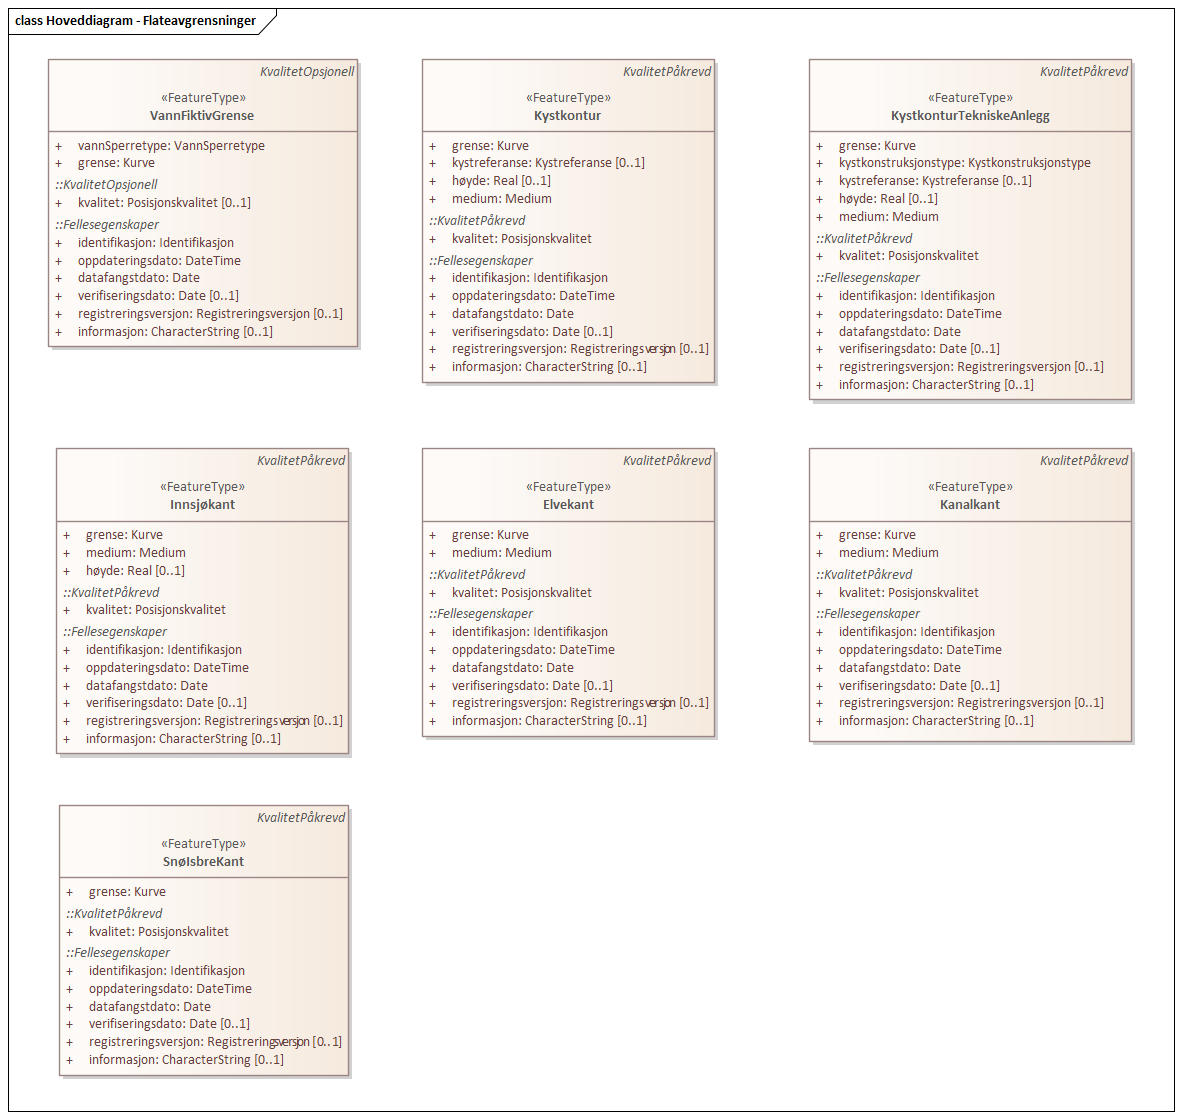 class Hoveddiagram - Flateavgrensninger
KvalitetOpsjonell
«FeatureType»
VannFiktivGrense
+ vannSperretype: VannSperretype
+ grense: Kurve
::KvalitetOpsjonell
+ kvalitet: Posisjonskvalitet [0..1]
::Fellesegenskaper
+ identifikasjon: Identifikasjon
+ oppdateringsdato: DateTime
+ datafangstdato: Date
+ verifiseringsdato: Date [0..1]
+ registreringsversjon: Registreringsversjon [0..1]
+ informasjon: CharacterString [0..1]
KvalitetPåkrevd
«FeatureType»
Kystkontur
+ grense: Kurve
+ kystreferanse: Kystreferanse [0..1]
+ høyde: Real [0..1]
+ medium: Medium
::KvalitetPåkrevd
+ kvalitet: Posisjonskvalitet
::Fellesegenskaper
+ identifikasjon: Identifikasjon
+ oppdateringsdato: DateTime
+ datafangstdato: Date
+ verifiseringsdato: Date [0..1]
+ registreringsversjon: Registreringsversjon [0..1]
+ informasjon: CharacterString [0..1]
KvalitetPåkrevd
«FeatureType»
KystkonturTekniskeAnlegg
+ grense: Kurve
+ kystkonstruksjonstype: Kystkonstruksjonstype
+ kystreferanse: Kystreferanse [0..1]
+ høyde: Real [0..1]
+ medium: Medium
::KvalitetPåkrevd
+ kvalitet: Posisjonskvalitet
::Fellesegenskaper
+ identifikasjon: Identifikasjon
+ oppdateringsdato: DateTime
+ datafangstdato: Date
+ verifiseringsdato: Date [0..1]
+ registreringsversjon: Registreringsversjon [0..1]
+ informasjon: CharacterString [0..1]
KvalitetPåkrevd
«FeatureType»
Innsjøkant
+ grense: Kurve
+ medium: Medium
+ høyde: Real [0..1]
::KvalitetPåkrevd
+ kvalitet: Posisjonskvalitet
::Fellesegenskaper
+ identifikasjon: Identifikasjon
+ oppdateringsdato: DateTime
+ datafangstdato: Date
+ verifiseringsdato: Date [0..1]
+ registreringsversjon: Registreringsversjon [0..1]
+ informasjon: CharacterString [0..1]
KvalitetPåkrevd
«FeatureType»
Elvekant
+ grense: Kurve
+ medium: Medium
::KvalitetPåkrevd
+ kvalitet: Posisjonskvalitet
::Fellesegenskaper
+ identifikasjon: Identifikasjon
+ oppdateringsdato: DateTime
+ datafangstdato: Date
+ verifiseringsdato: Date [0..1]
+ registreringsversjon: Registreringsversjon [0..1]
+ informasjon: CharacterString [0..1]
KvalitetPåkrevd
«FeatureType»
Kanalkant
+ grense: Kurve
+ medium: Medium
::KvalitetPåkrevd
+ kvalitet: Posisjonskvalitet
::Fellesegenskaper
+ identifikasjon: Identifikasjon
+ oppdateringsdato: DateTime
+ datafangstdato: Date
+ verifiseringsdato: Date [0..1]
+ registreringsversjon: Registreringsversjon [0..1]
+ informasjon: CharacterString [0..1]
KvalitetPåkrevd
«FeatureType»
SnøIsbreKant
+ grense: Kurve
::KvalitetPåkrevd
+ kvalitet: Posisjonskvalitet
::Fellesegenskaper
+ identifikasjon: Identifikasjon
+ oppdateringsdato: DateTime
+ datafangstdato: Date
+ verifiseringsdato: Date [0..1]
+ registreringsversjon: Registreringsversjon [0..1]
+ informasjon: CharacterString [0..1]